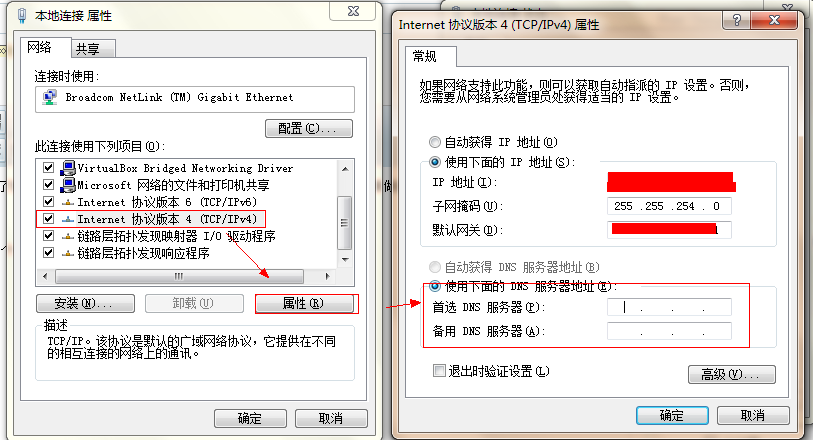 本地连接 属性
网络
共享
连接时使用:
Broadcom NetLink (TM) Gigabit Ethernet
配置(C)...
此连接使用下列项目(O):
VirtualBox Bridged Networking Driver
Microsoft 网络的文件和打印机共享
Internet 协议版本 6 (TCP/IPv6)
Internet 协议版本 4 (TCP/IPv4)
链路层拓扑发现映射器 I/O 驱动程序
链路层拓扑发现响应程序
安装(N)...
卸载(U)
属性(R)
描述
TCP/IP。该协议是默认的广域网络协议，它提供在不同
的相互连接的网络上的通讯。
确定
取消
Internet 协议版本 4 (TCP/IPv4) 属性
常规
如果网络支持此功能，则可以获取自动指派的 IP 设置。否则，
您需要从网络系统管理员处获得适当的 IP 设置。
自动获得 IP 地址(O)
使用下面的 IP 地址(S):
IP 地址(I):
子网掩码(U):
255 .255 .254 . 0
默认网关(D):
自动获得 DNS 服务器地址(B)
使用下面的 DNS 服务器地址(E):
首选 DNS 服务器(P):
. . .
备用 DNS 服务器(A):
. . .
退出时验证设置(L)
高级(V)...
确定
取消